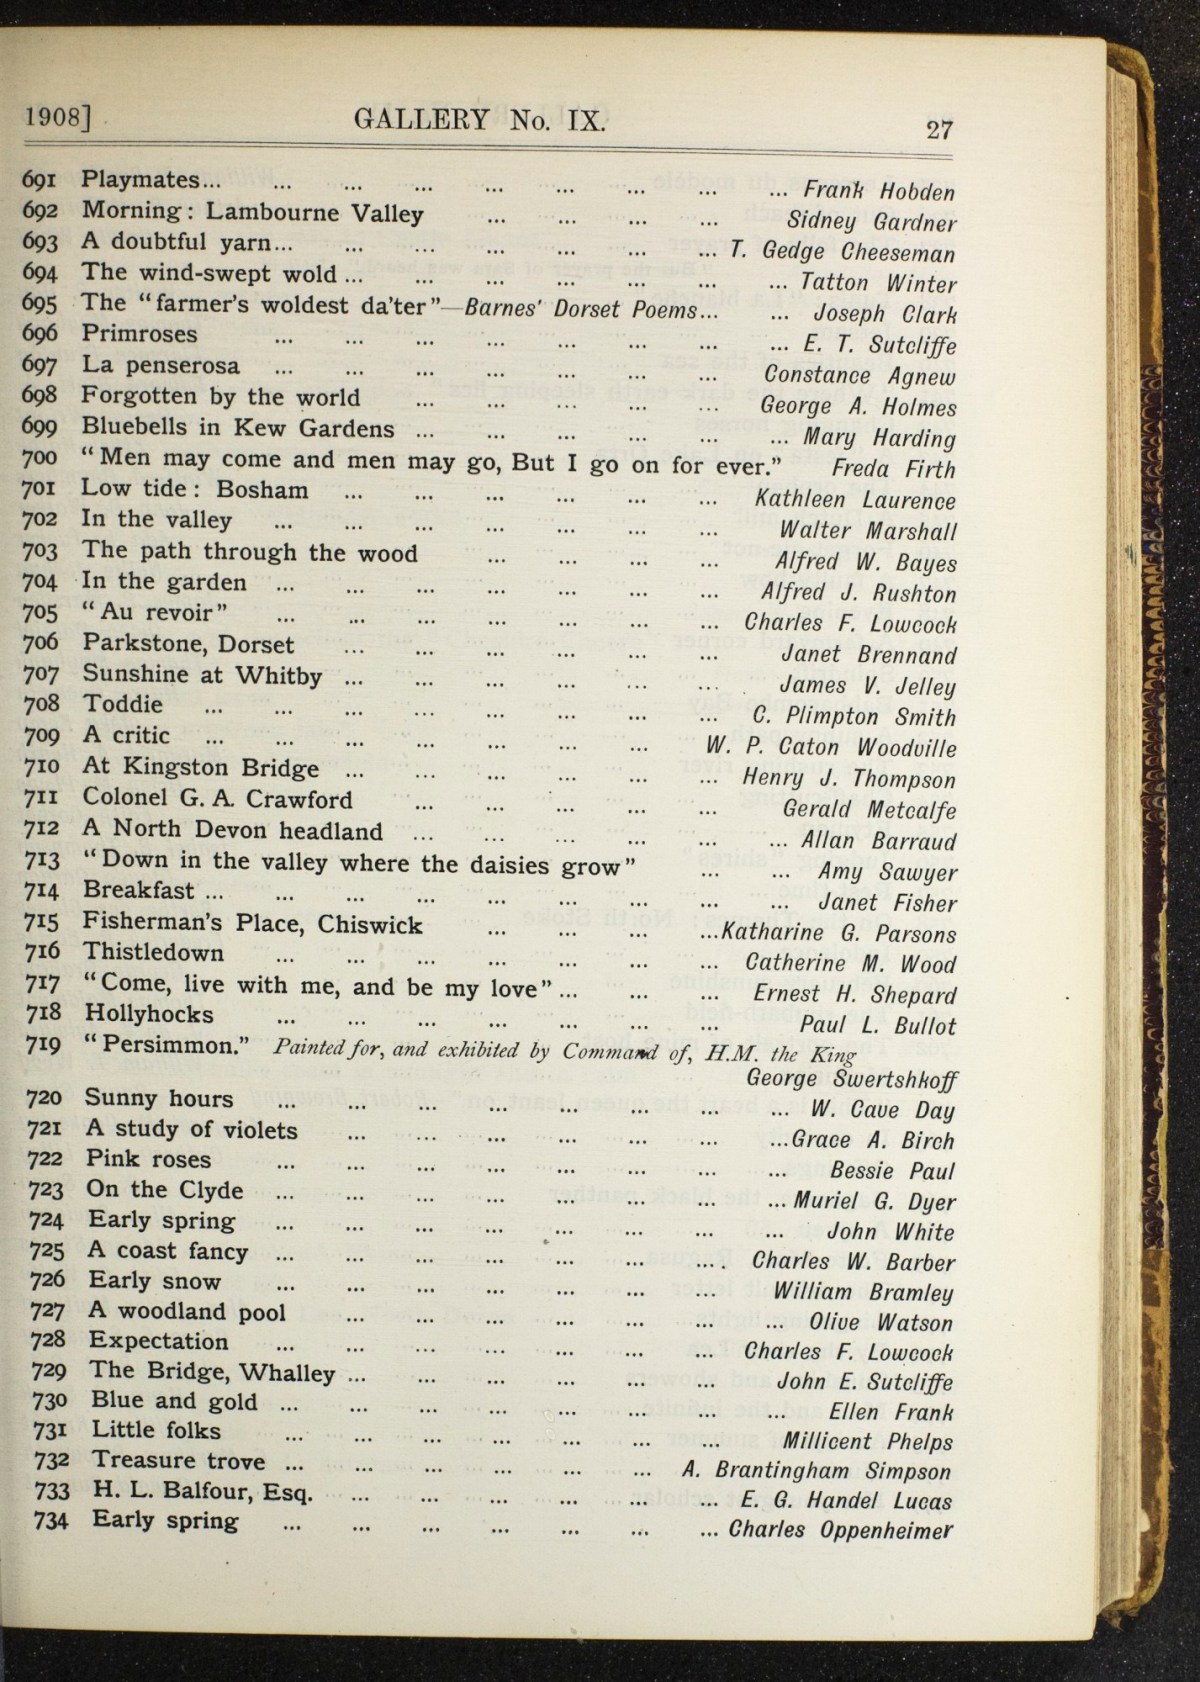 1908] GALLERY No. IX. 27
691 Playmates... ... ... ... ... ... ... ... ... Frank Hobden
692 Morning: Lambourne Valley ... ... ... ... Sidney Gardner
693 A doubtful yarn... ... ... ... ... ... ... T. Gedge Cheeseman
694 The wind-swept wold ... ... ... ... ... ... ... Tatton Winter
695 The "farmer's woldest da'ter"—Barnes' Dorset Poems... ... Joseph Clark
696 Primroses ... ... ... ... ... ... ... ... E. T. Sutcliffe
697 La penserosa ... ... ... ... ... ... ... Constance Agnew
698 Forgotten by the world ... ... ... ... ... George A. Holmes
699 Bluebells in Kew Gardens ... ... ... ... ... ... Mary Harding
700 "Men may come and men may go, But I go on for ever." Freda Firth
701 Low tide: Bosham ... ... ... ... ... ... Kathleen Laurence
702 In the valley ... ... ... ... ... ... ... Walter Marshall
703 The path through the wood ... ... ... ... Alfred W. Bayes
704 In the garden ... ... ... ... ... ... ... Alfred J. Rushton
705 "Au revoir" ... ... ... ... ... ... ... Charles F. Lowcock
706 Parkstone, Dorset ... ... ... ... ... ... Janet Brennand
707 Sunshine at Whitby ... ... ... ... ... ... James V. Jelley
708 Toddie ... ... ... ... ... ... ... ... C. Plimpton Smith
709 A critic ... ... ... ... ... ... ... W. P. Caton Woodville
710 At Kingston Bridge ... ... ... ... ... ... Henry J. Thompson
711 Colonel G. A. Crawford ... ... ... ... ... Gerald Metcalfe
712 A North Devon headland ... ... ... ... ... ... Allan Barraud
713 "Down in the valley where the daisies grow" ... ... Amy Sawyer
714 Breakfast ... ... ... ... ... ... ... ... ... Janet Fisher
715 Fisherman's Place, Chiswick ... ... ... ...Katharine G. Parsons
716 Thistledown ... ... ... ... ... ... ... Catherine M. Wood
717 "Come, live with me, and be my love"... ... ... Ernest H. Shepard
718 Hollyhocks ... ... ... ... ... ... ... Paul L. Bullot
719 "Persimmon." Painted for, and exhibited by Command of, H.M. the King
George Swertshkoff
720 Sunny hours ... ... ... ... ... ... ... ... W. Cave Day
721 A study of violets ... ... ... ... ... ... ...Grace A. Birch
722 Pink roses ... ... ... ... ... ... ... ... Bessie Paul
723 On the Clyde ... ... ... ... ... ... ... ... Muriel G. Dyer
724 Early spring ... ... ... ... ... ... ... ... John White
725 A coast fancy ... ... ... ... ... ... .... Charles W. Barber
726 Early snow ... ... ... ... ... ... ... William Bramley
727 A woodland pool ... ... ... ... ... ... ... Olive Watson
728 Expectation ... ... ... ... ... ... ... Charles F. Lowcock
729 The Bridge, Whalley ... ... ... ... ... ... John E. Sutcliffe
730 Blue and gold ... ... ... ... ... ... ... ... Ellen Frank
731 Little folks ... ... ... ... ... ... ... Millicent Phelps
732 Treasure trove ... ... ... ... ... ... A. Brantingham Simpson
733 H. L. Balfour, Esq. ... ... ... ... ... ... E. G. Handel Lucas
734 Early spring ... ... ... ... ... ... ... Charles Oppenheimer